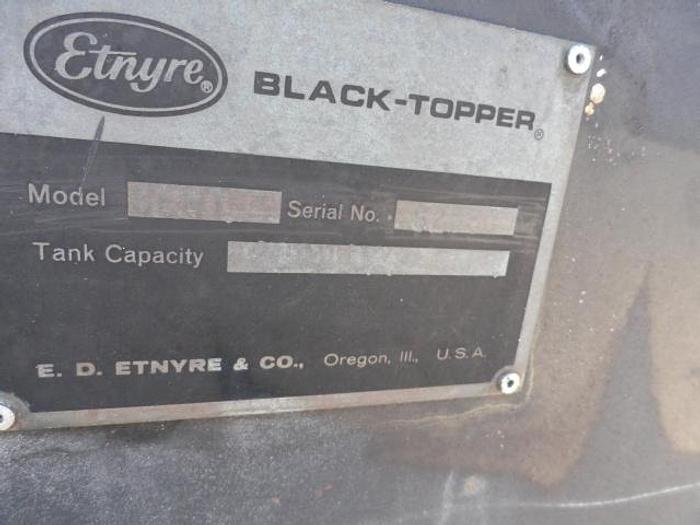 Etnyre®
BLACK-TOPPER®
Model Serial No.
Tank Capacity
E. D. ETNYRE & CO., Oregon, Ill., U.S.A.